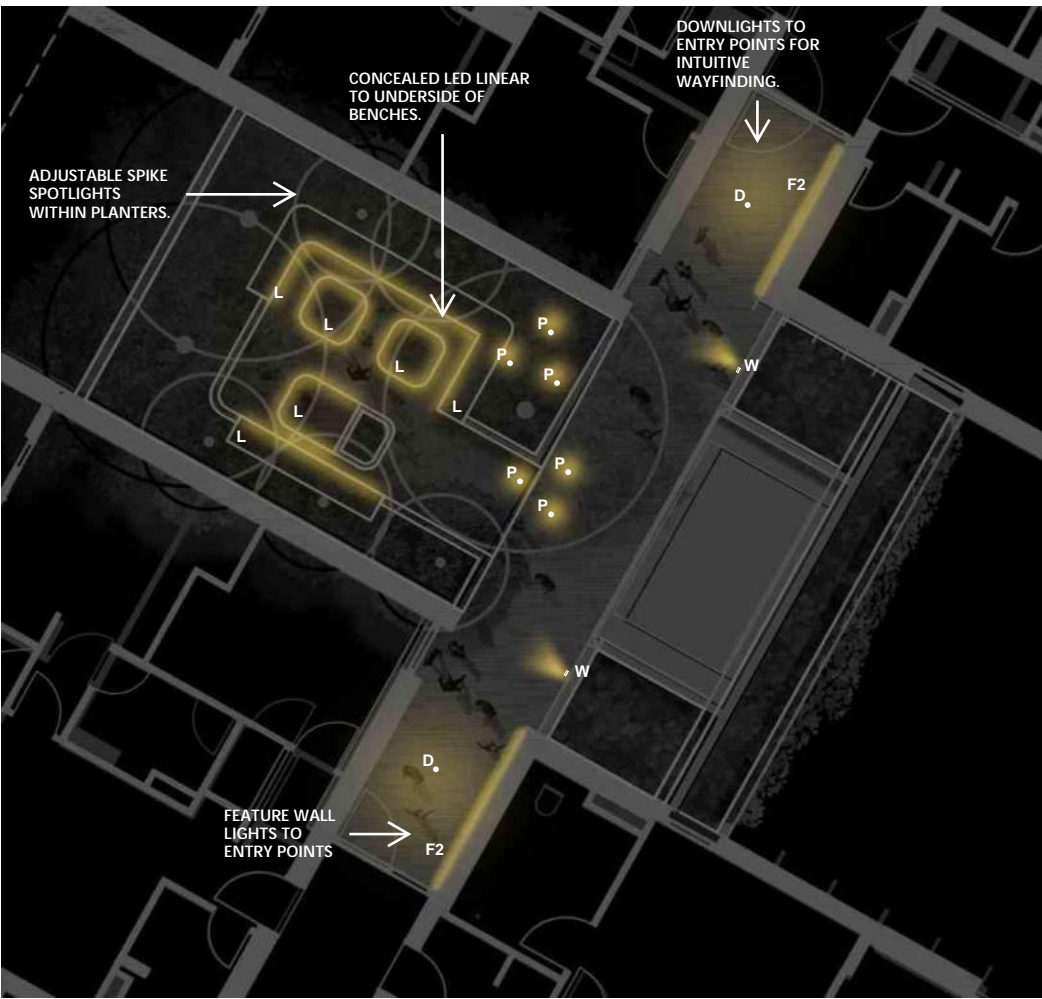 DOWNLIGHTS TO
ENTRY POINTS FOR
INTUITIVE
WAYFINDING.
CONCEALED LED LINEAR
TO UNDERSIDE OF
BENCHES.
ADJUSTABLE SPIKE
SPOTLIGHTS
WITHIN PLANTERS.
F2
D
L
L
P
P
L
W
P
L
L
L
P
P
P
W
D
FEATURE WALL
LIGHTS TO
ENTRY POINTS
F2